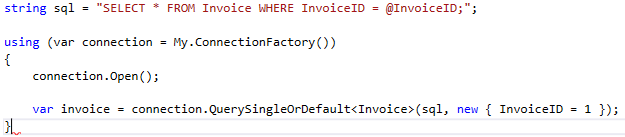 string sql = "SELECT * FROM Invoice WHERE InvoiceID = @InvoiceID;";
using (var connection = My.ConnectionFactory())
{
connection.Open();
var invoice = connection.QuerySingleOrDefault<Invoice>(sql, new { InvoiceID = 1 });
}